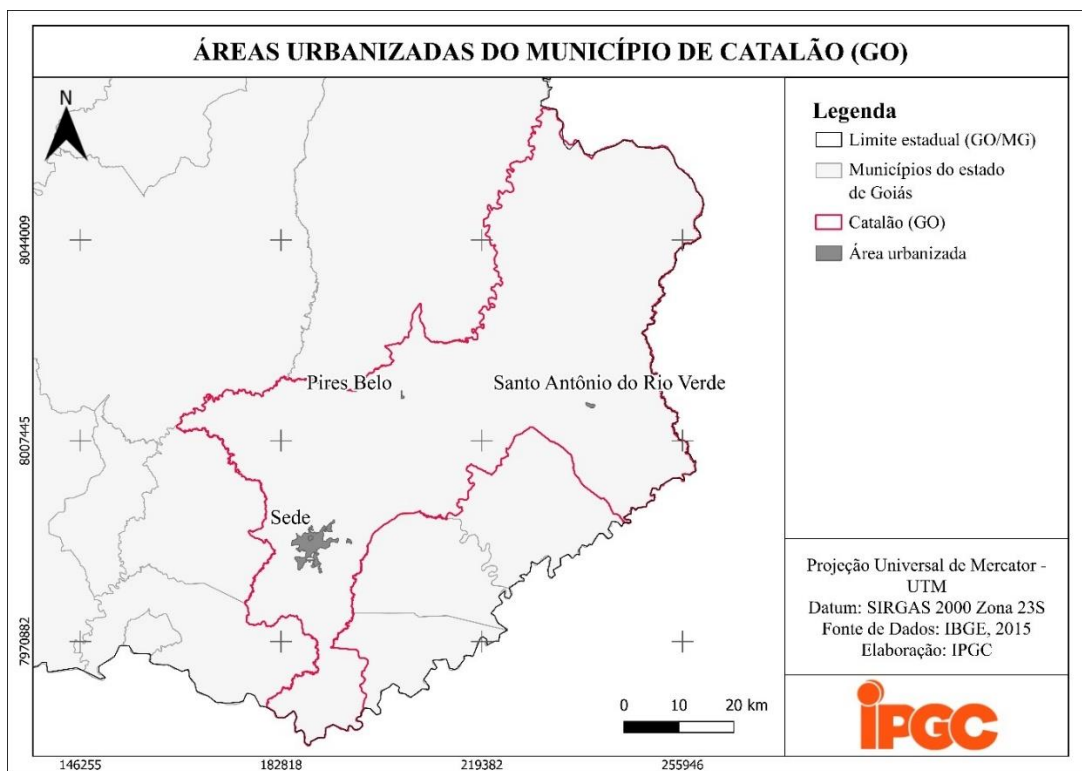 ÁREAS URBANIZADAS DO MUNICÍPIO DE CATALÃO (GO)
N
8044009
8007445
7970882
Pires Belo
Santo Antônio do Rio Verde
Sede
0 10 20 km
146255 182818 219382 255946
Legenda
Limite estadual (GO/MG)
Municípios do estado
de Goiás
Catalão (GO)
Área urbanizada
Projeção Universal de Mercator -
UTM
Datum: SIRGAS 2000 Zona 23S
Fonte de Dados: IBGE, 2015
Elaboração: IPGC
iPGC